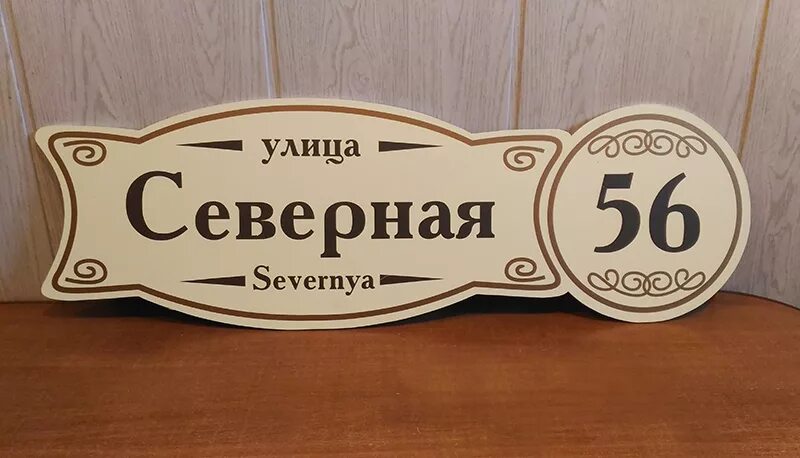 улица
Северная
Severnya
56